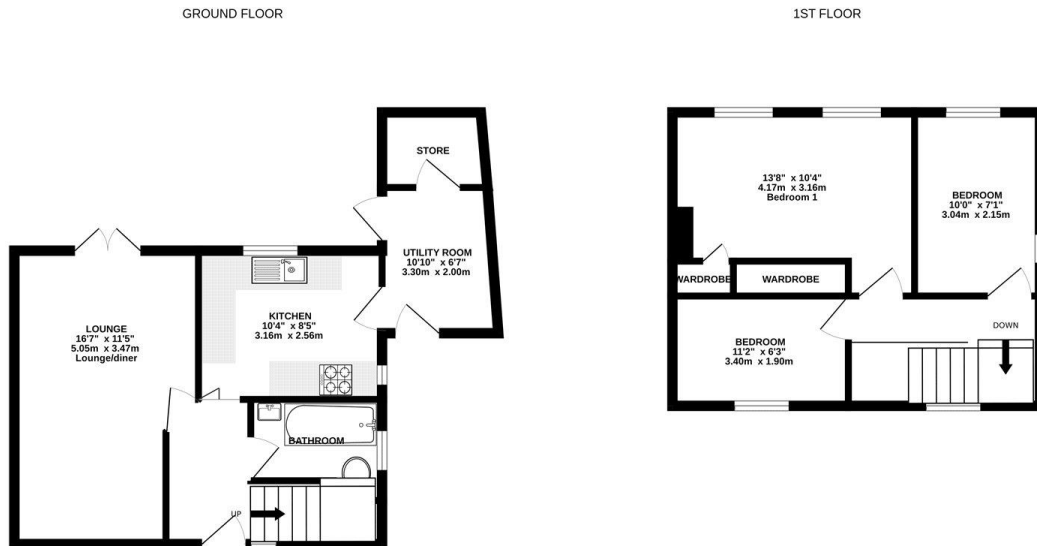 GROUND FLOOR
1ST FLOOR
STORE
UTILITY ROOM
10'10" x 6'7"
3.30m x 2.00m
KITCHEN
10'4" x 8'5"
3.16m x 2.56m
LOUNGE
16'7" x 11'5"
5.05m x 3.47m
Lounge/diner
BATHROOM
UP
13'8" x 10'4"
4.17m x 3.16m
Bedroom 1
BEDROOM
10'0" x 7'1"
3.04m x 2.15m
WARDROBE
WARDROBE
BEDROOM
11'2" x 6'3"
3.40m x 1.90m
DOWN